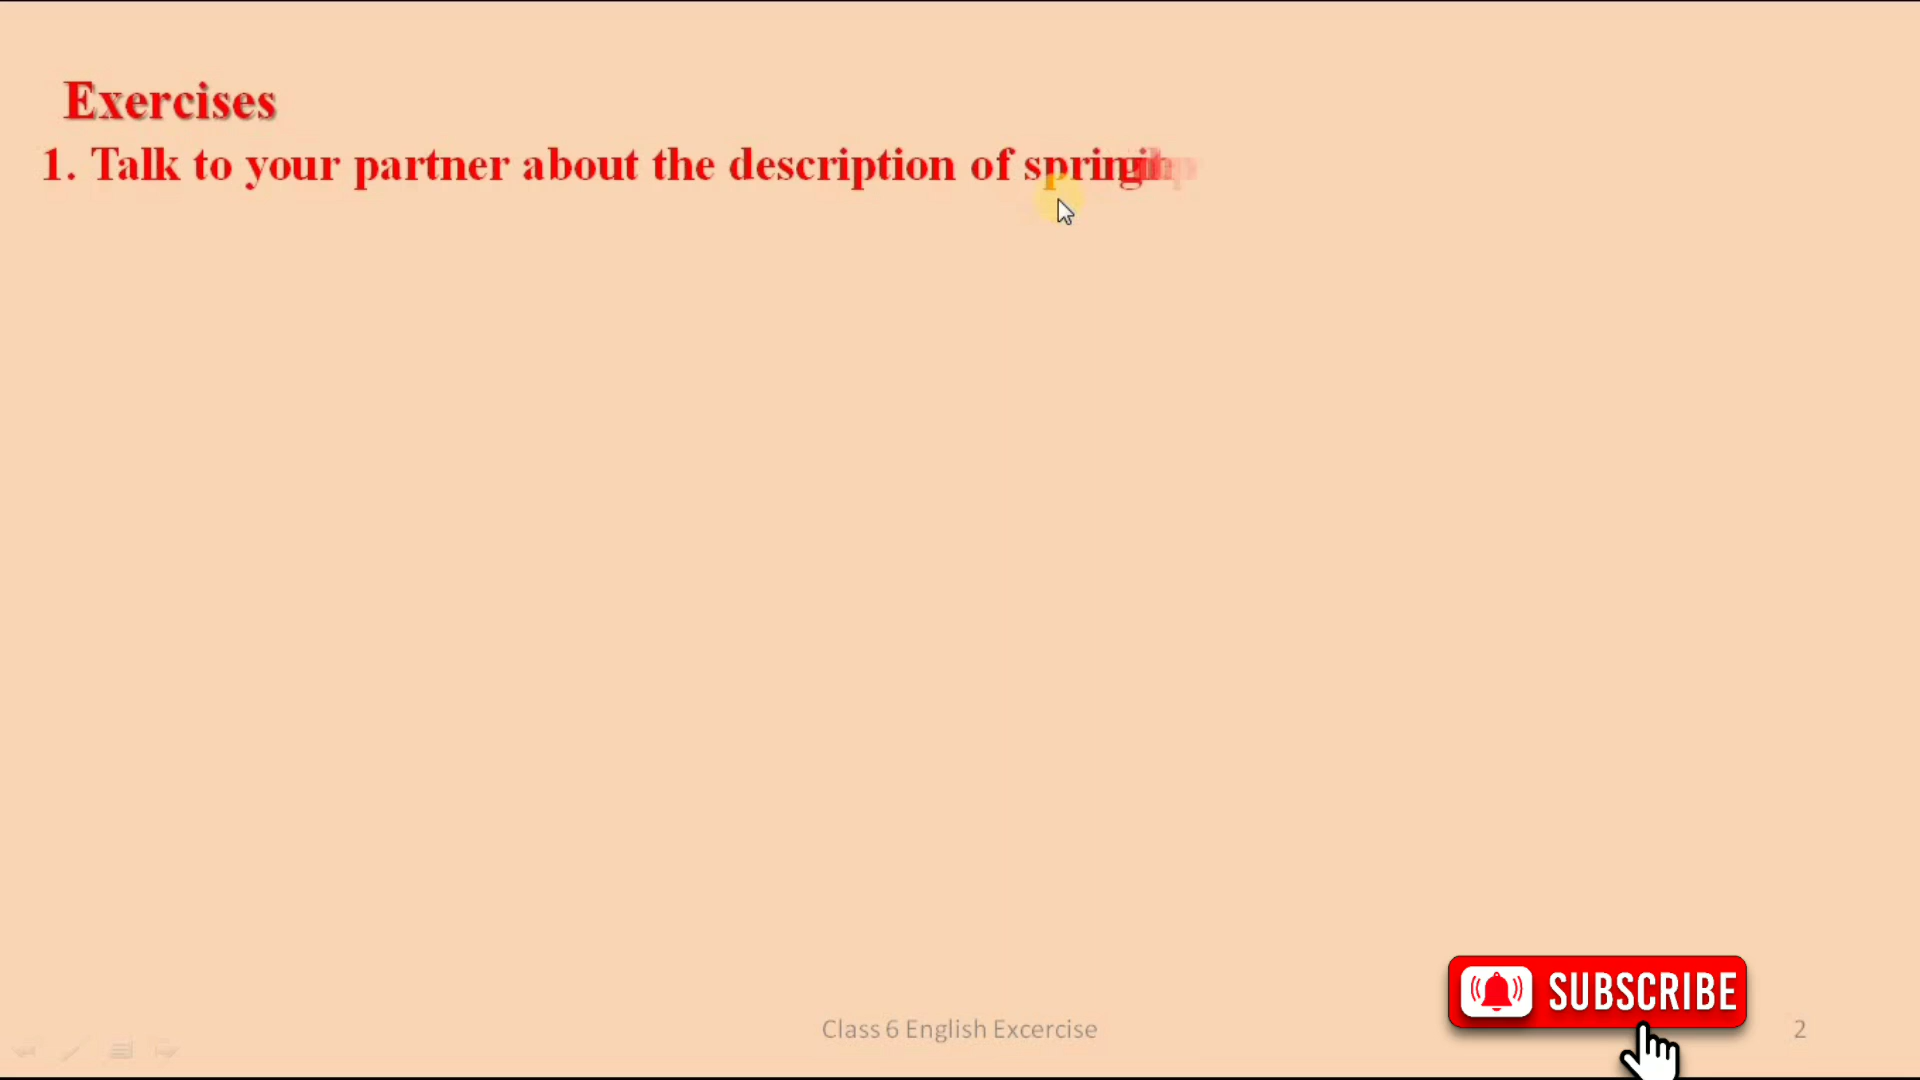 Exercises
1. Talk to your partner about the description of spring
Class 6 English Excercise
SUBSCRIBE
2